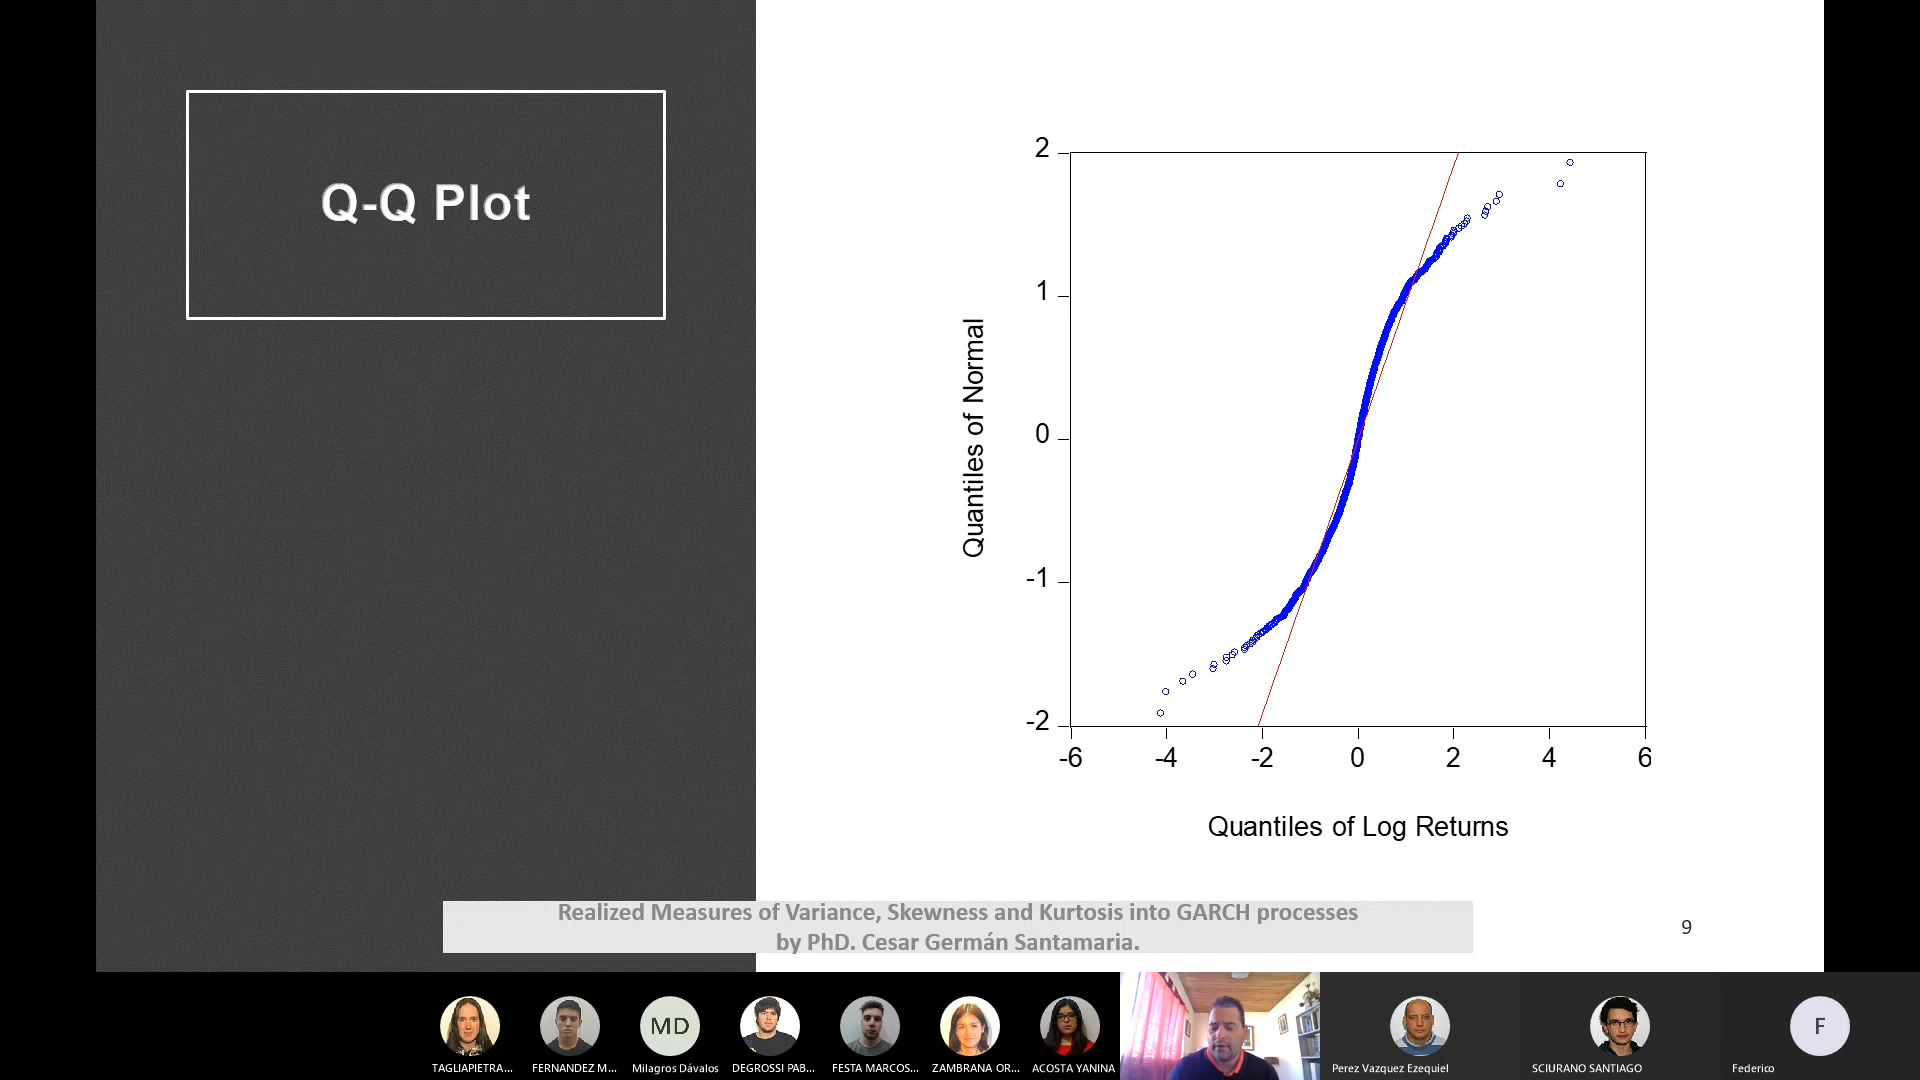 Q-Q Plot
2
1
0
-1
-2
Quantiles of Normal
-6 -4 -2 0 2 4 6
Quantiles of Log Returns
Realized Measures of Variance, Skewness and Kurtosis into GARCH processes
by PhD. Cesar Germán Santamaria.
9
MD
F
TAGLIAPIETRA... FERNANDEZ M... Milagros Dávalos DEGROSSI PAB... FESTA MARCOS... ZAMBRANA OR... ACOSTA YANINA Perez Vazquez Ezequiel SCIURANO SANTIAGO Federico